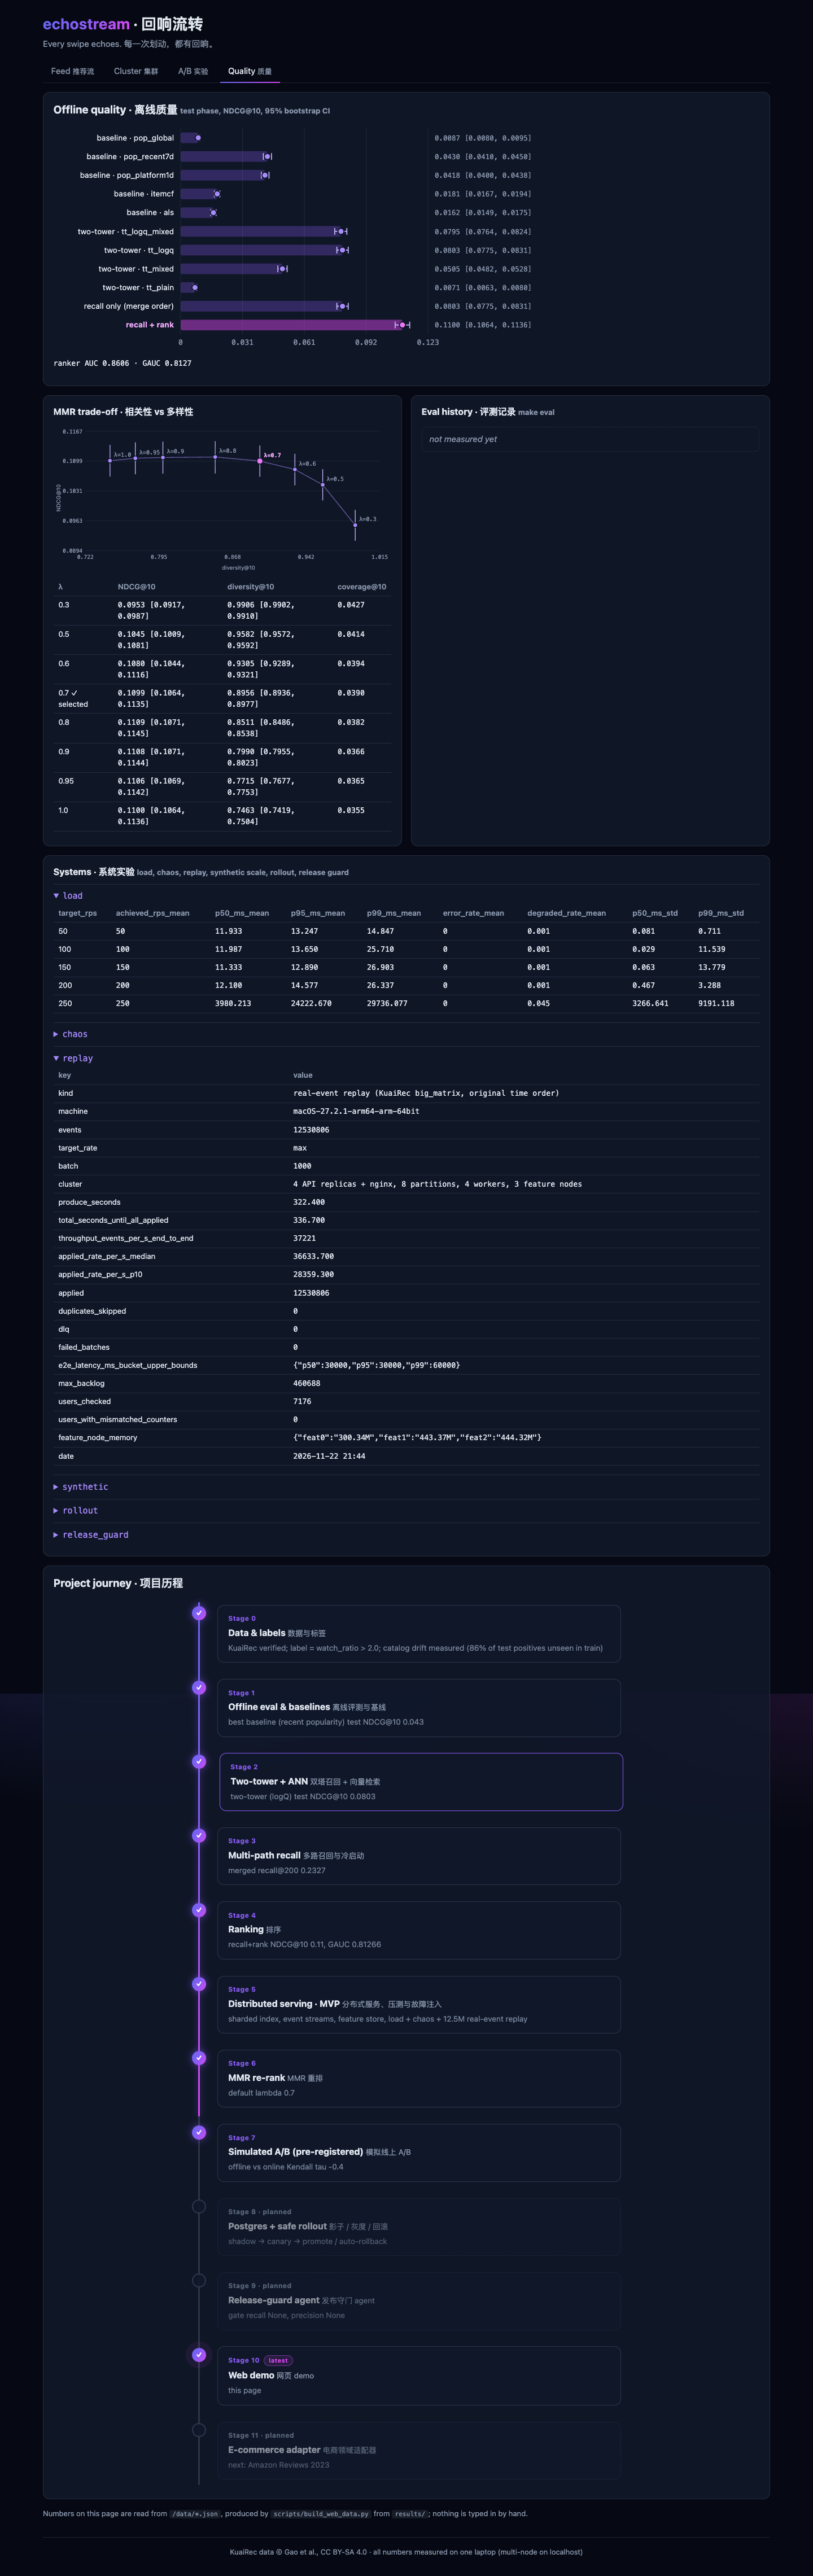 echostream · 回响流转
Every swipe echoes. 每一次划动，都有回响。
Feed 推荐流 Cluster 集群 A/B 实验 Quality 质量
Offline quality · 离线质量 test phase, NDCG@10, 95% bootstrap CI
baseline · pop_global 0.0087 [0.0080, 0.0095]
baseline · pop_recent7d 0.0430 [0.0410, 0.0450]
baseline · pop_platform1d 0.0418 [0.0400, 0.0438]
baseline · itemcf 0.0181 [0.0167, 0.0194]
baseline · als 0.0162 [0.0149, 0.0175]
two-tower · tt_logq_mixed 0.0795 [0.0764, 0.0824]
two-tower · tt_logq 0.0803 [0.0775, 0.0831]
two-tower · tt_mixed 0.0505 [0.0482, 0.0528]
two-tower · tt_plain 0.0071 [0.0063, 0.0080]
recall only (merge order) 0.0803 [0.0775, 0.0831]
recall + rank 0.1100 [0.1064, 0.1136]
0 0.031 0.061 0.092 0.123
ranker AUC 0.8606 · GAUC 0.8127
MMR trade-off · 相关性 vs 多样性
0.1167
0.1099
0.1031
0.0963
0.0894
NDCG@10
λ=1.0 λ=0.95 λ=0.9 λ=0.8 λ=0.7 λ=0.6 λ=0.5 λ=0.3
0.722 0.795 0.868 0.942 1.015
diversity@10
λ NDCG@10 diversity@10 coverage@10
0.3 0.0953 [0.0917, 0.0987] 0.9906 [0.9902, 0.9910] 0.0427
0.5 0.1045 [0.1009, 0.1081] 0.9582 [0.9572, 0.9592] 0.0414
0.6 0.1080 [0.1044, 0.1116] 0.9305 [0.9289, 0.9321] 0.0394
0.7 ✓ selected 0.1099 [0.1064, 0.1135] 0.8956 [0.8936, 0.8977] 0.0390
0.8 0.1109 [0.1071, 0.1145] 0.8511 [0.8486, 0.8538] 0.0382
0.9 0.1108 [0.1071, 0.1144] 0.7990 [0.7955, 0.8023] 0.0366
0.95 0.1106 [0.1069, 0.1142] 0.7715 [0.7677, 0.7753] 0.0365
1.0 0.1100 [0.1064, 0.1136] 0.7463 [0.7419, 0.7504] 0.0355
Eval history · 评测记录 make eval
not measured yet
Systems · 系统实验 load, chaos, replay, synthetic scale, rollout, release guard
▼ load
target_rps achieved_rps_mean p50_ms_mean p95_ms_mean p99_ms_mean error_rate_mean degraded_rate_mean p50_ms_std p99_ms_std
50 50 11.933 13.247 14.847 0 0.001 0.081 0.711
100 100 11.987 13.650 25.710 0 0.001 0.029 11.539
150 150 11.333 12.890 26.903 0 0.001 0.063 13.779
200 200 12.100 14.577 26.337 0 0.001 0.467 3.288
250 250 3980.213 24222.670 29736.077 0 0.045 3266.641 9191.118
▶ chaos
▼ replay
key value
kind real-event replay (KuaiRec big_matrix, original time order)
machine macOS-27.2.1-arm64-arm-64bit
events 12530806
target_rate max
batch 1000
cluster 4 API replicas + nginx, 8 partitions, 4 workers, 3 feature nodes
produce_seconds 322.400
total_seconds_until_all_applied 336.700
throughput_events_per_s_end_to_end 37221
applied_rate_per_s_median 36633.700
applied_rate_per_s_p10 28359.300
applied 12530806
duplicates_skipped 0
dlq 0
failed_batches 0
e2e_latency_ms_bucket_upper_bounds {"p50":30000,"p95":30000,"p99":60000}
max_backlog 460688
users_checked 7176
users_with_mismatched_counters 0
feature_node_memory {"feat0":"300.34M","feat1":"443.37M","feat2":"444.32M"}
date 2026-11-22 21:44
▶ synthetic
▶ rollout
▶ release_guard
Project journey · 项目历程
Stage 0
Data & labels 数据与标签
KuaiRec verified; label = watch_ratio > 2.0; catalog drift measured (86% of test positives unseen in train)
Stage 1
Offline eval & baselines 离线评测与基线
best baseline (recent popularity) test NDCG@10 0.043
Stage 2
Two-tower + ANN 双塔召回 + 向量检索
two-tower (logQ) test NDCG@10 0.0803
Stage 3
Multi-path recall 多路召回与冷启动
merged recall@200 0.2327
Stage 4
Ranking 排序
recall+rank NDCG@10 0.11, GAUC 0.81266
Stage 5
Distributed serving · MVP 分布式服务、压测与故障注入
sharded index, event streams, feature store, load + chaos + 12.5M real-event replay
Stage 6
MMR re-rank MMR 重排
default lambda 0.7
Stage 7
Simulated A/B (pre-registered) 模拟线上 A/B
offline vs online Kendall tau -0.4
Stage 8 · planned
Postgres + safe rollout 影子 / 灰度 / 回滚
shadow → canary → promote / auto-rollback
Stage 9 · planned
Release-guard agent 发布守门 agent
gate recall None, precision None
Stage 10 latest
Web demo 网页 demo
this page
Stage 11 · planned
E-commerce adapter 电商领域适配器
next: Amazon Reviews 2023
Numbers on this page are read from /data/*.json, produced by scripts/build_web_data.py from results/; nothing is typed in by hand.
KuaiRec data © Gao et al., CC BY-SA 4.0 · all numbers measured on one laptop (multi-node on localhost)